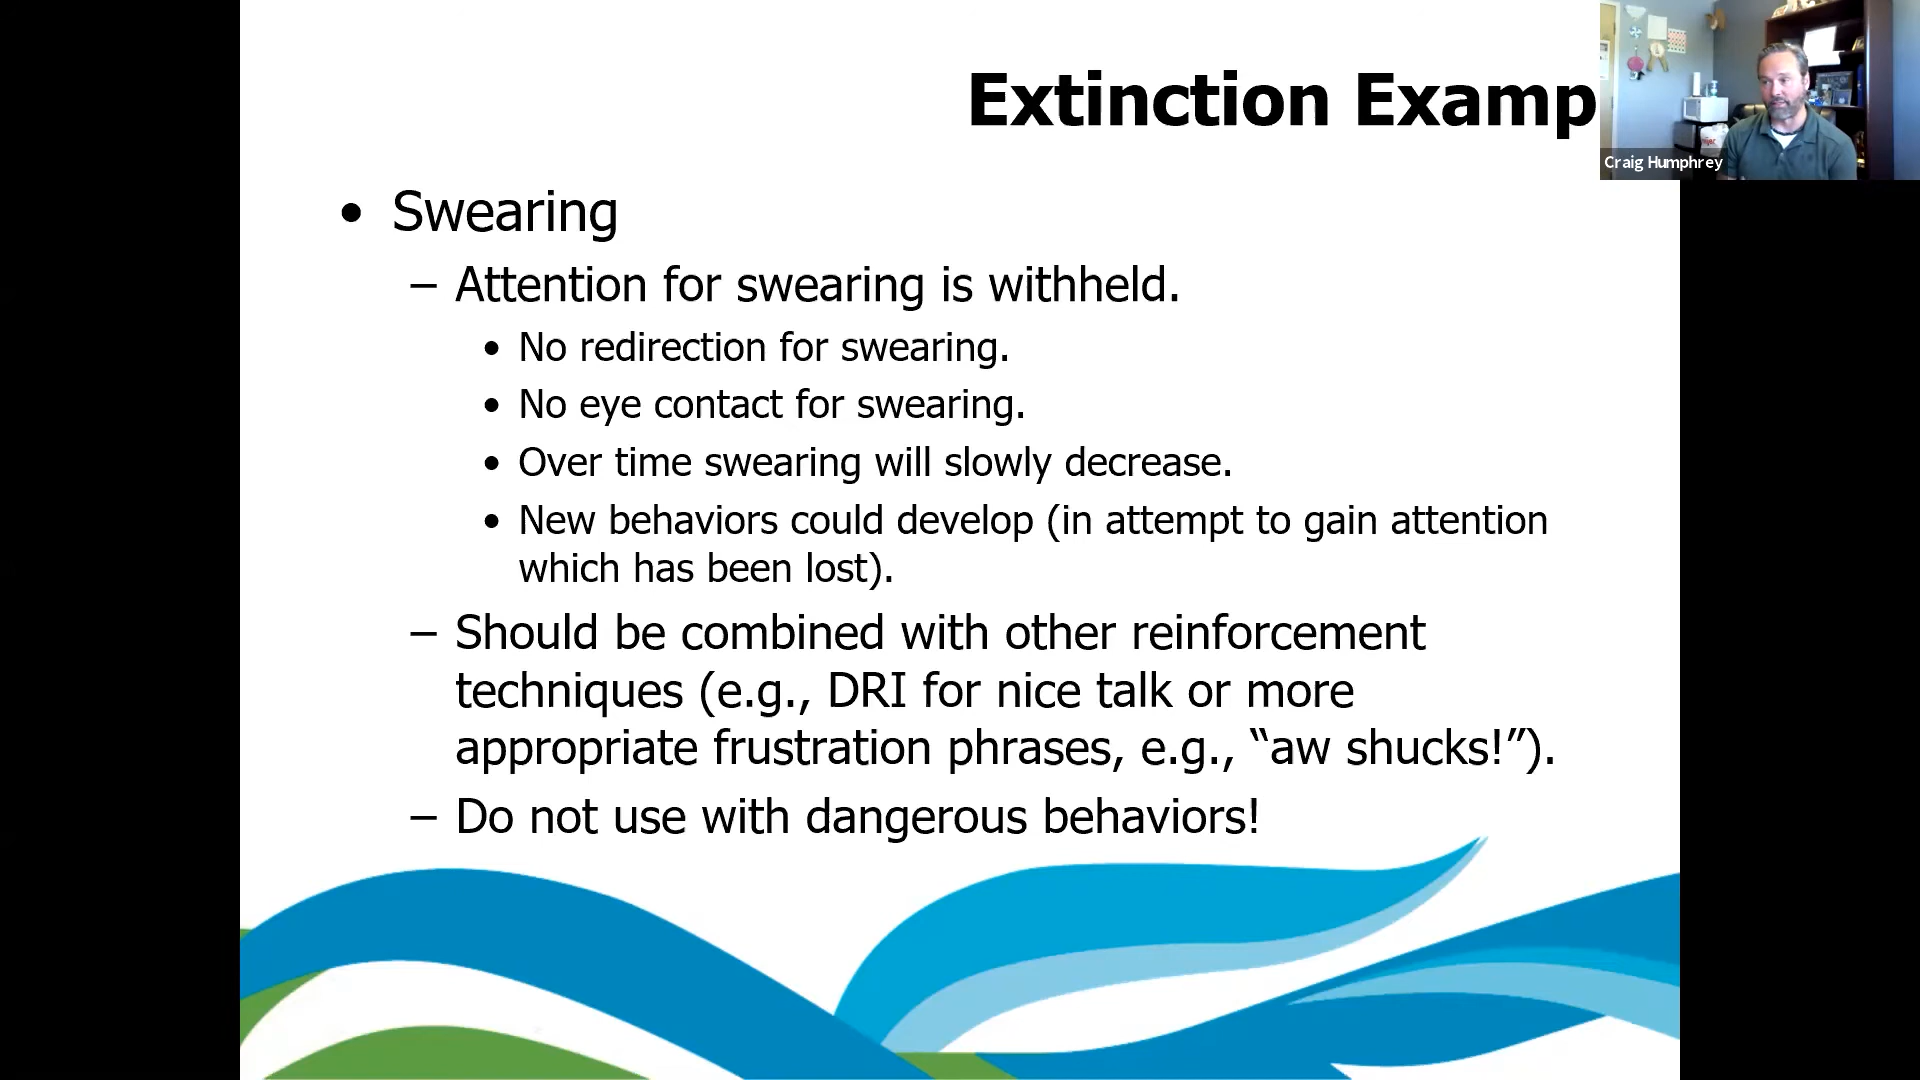 Extinction Examp
Craig Humphrey
• Swearing
– Attention for swearing is withheld.
• No redirection for swearing.
• No eye contact for swearing.
• Over time swearing will slowly decrease.
• New behaviors could develop (in attempt to gain attention
which has been lost).
– Should be combined with other reinforcement
techniques (e.g., DRI for nice talk or more
appropriate frustration phrases, e.g., “aw shucks!”).
– Do not use with dangerous behaviors!